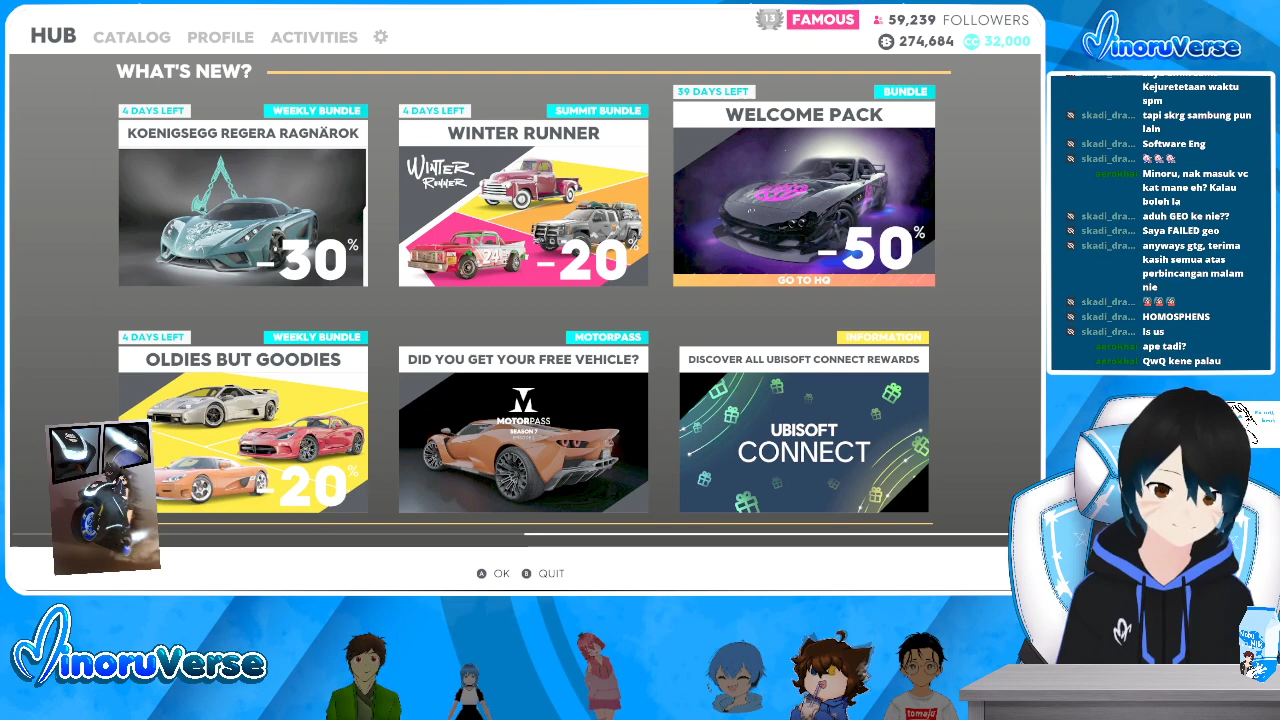 HUB CATALOG PROFILE ACTIVITIES
13 FAMOUS 59,239 FOLLOWERS
274,684 CC 32,000
WHAT'S NEW?
4 DAYS LEFT WEEKLY BUNDLE
KOENIGSEGG REGERA RAGNÄROK
-30%
4 DAYS LEFT SUMMIT BUNDLE
WINTER RUNNER
WINTER
RUNNER
-20%
39 DAYS LEFT BUNDLE
WELCOME PACK
-50%
GO TO HQ
4 DAYS LEFT WEEKLY BUNDLE
OLDIES BUT GOODIES
-20%
MOTORPASS
DID YOU GET YOUR FREE VEHICLE?
MOTORPASS
SEASON 7
INFORMATION
DISCOVER ALL UBISOFT CONNECT REWARDS
UBISOFT
CONNECT
A OK B QUIT
MinoruVerse
Kejuretetaan waktu
spm
skadi_dra... tapi skrg sambung pun
lain
skadi_dra... Software Eng
skadi_dra...
Minoru, nak masuk vc
kat mane eh? Kalau
boleh la
skadi_dra... aduh GEO ke nie??
skadi_dra... Saya FAILED geo
skadi_dra... anyways gtg, terima
kasih semua atas
perbincangan malam
nie
skadi_dra...
skadi_dra... HOMOSPHENS
skadi_dra... Is us
ape tadi?
QwQ kene palau
MinoruVerse
tomato